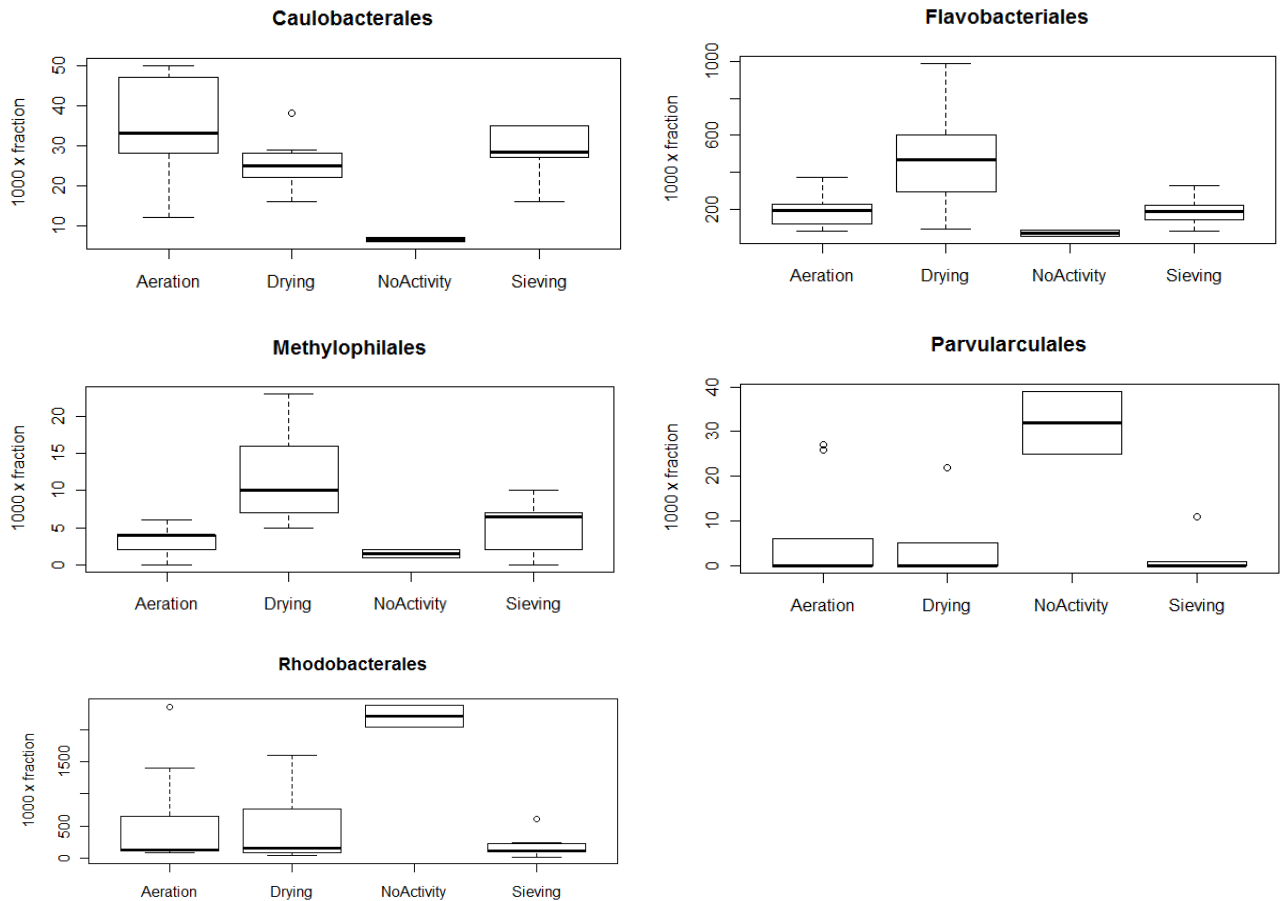 Caulobacterales
1000 x fraction
50
40
30
20
10
Aeration Drying NoActivity Sieving
Flavobacteriales
1000 x fraction
1000
600
200
Aeration Drying NoActivity Sieving
Methylophilales
1000 x fraction
20
15
10
5
0
Aeration Drying NoActivity Sieving
Parvularculales
1000 x fraction
40
30
20
10
0
Aeration Drying NoActivity Sieving
Rhodobacterales
1000 x fraction
1500
500
0
Aeration Drying NoActivity Sieving